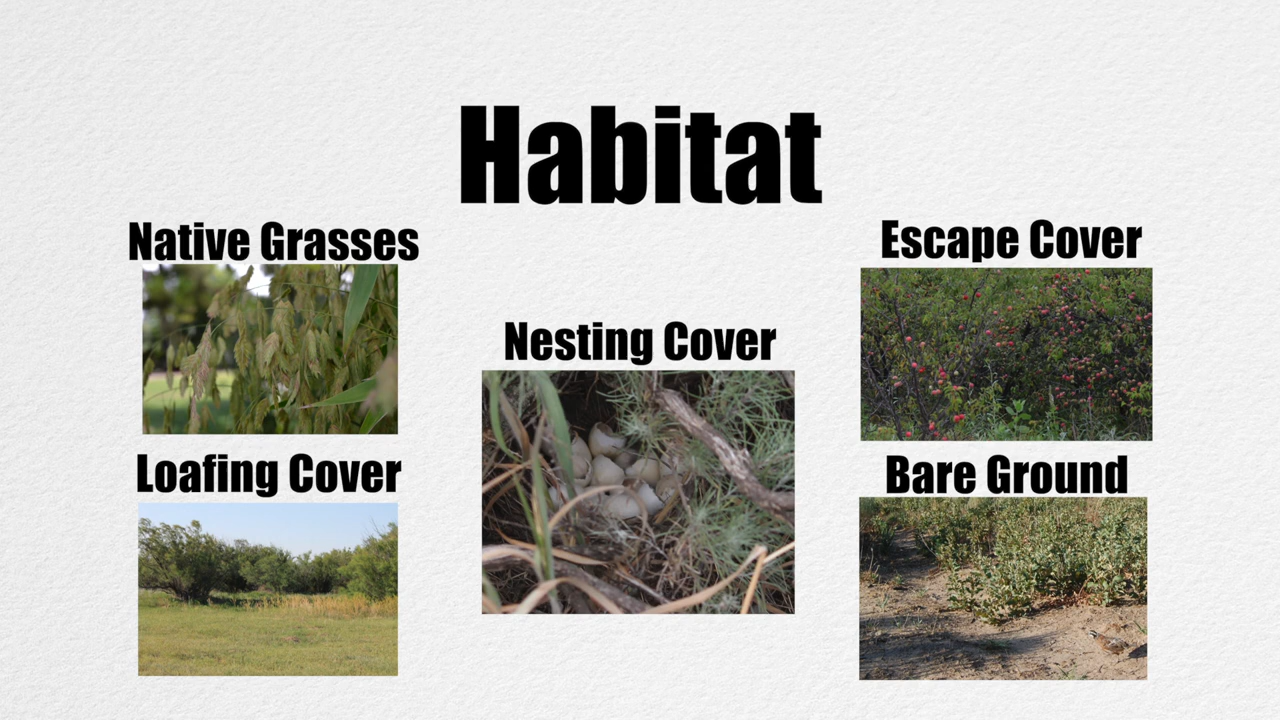 Habitat
Native Grasses
Escape Cover
Nesting Cover
Loafing Cover
Bare Ground